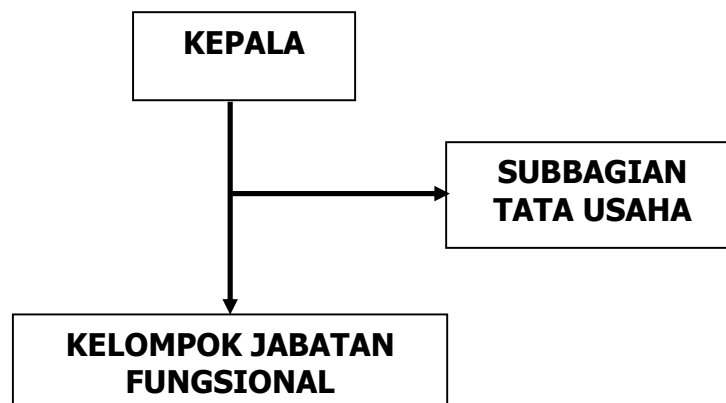 KEPALA
SUBBAGIAN
TATA USAHA
KELOMPOK JABATAN
FUNGSIONAL